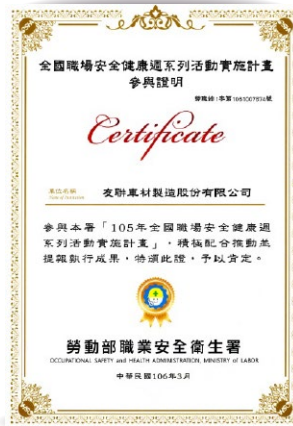 全國職場安全健康週系列活動實施計畫
參與證明
Certificate
單位名稱
友聯車材製造股份有限公司
參與本署「105年全國職場安全健康週
系列活動實施計畫」，積極配合推動並
提報執行成果，特頒此證，予以肯定。
勞動部職業安全衛生署
OCCUPATIONAL SAFETY and HEALTH ADMINISTRATION, MINISTRY of LABOR
中華民國106年3月